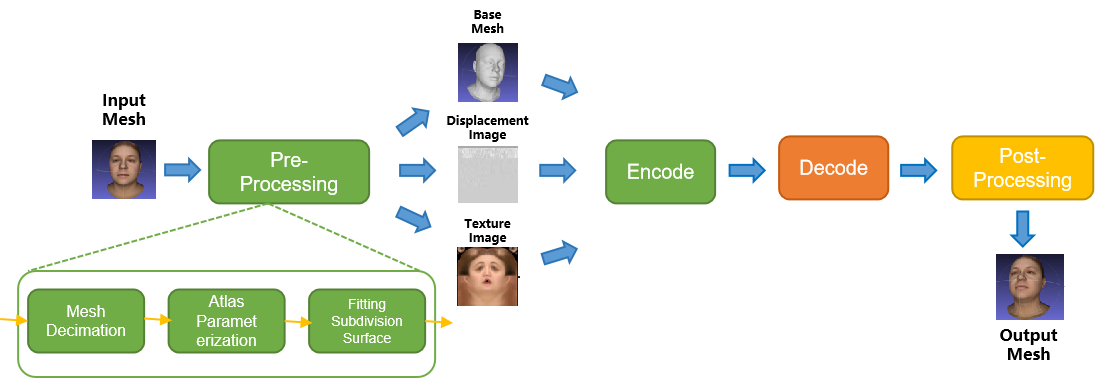 Input
Mesh
Pre-
Processing
Base
Mesh
Displacement
Image
Texture
Image
Encode
Decode
Post-
Processing
Output
Mesh
Mesh
Decimation
Atlas
Paramet
erization
Fitting
Subdivision
Surface